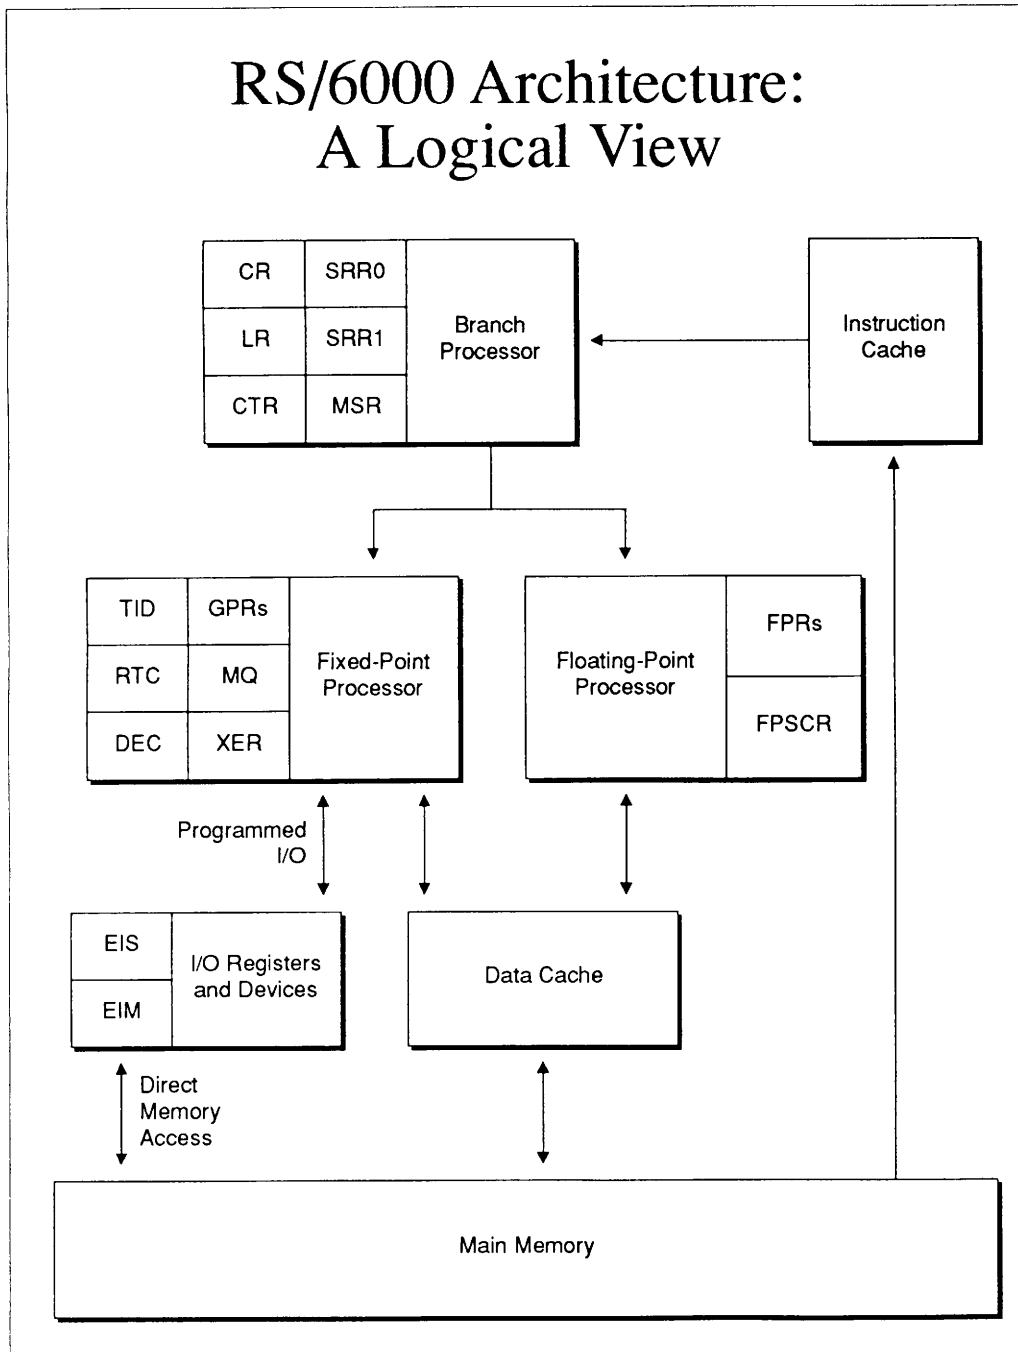 RS/6000 Architecture:
A Logical View
CR
SRR0
LR
SRR1
CTR
MSR
Branch
Processor
Instruction
Cache
TID
GPRs
RTC
MQ
DEC
XER
Fixed-Point
Processor
Floating-Point
Processor
FPRs
FPSCR
Programmed
I/O
EIS
EIM
I/O Registers
and Devices
Data Cache
Direct
Memory
Access
Main Memory